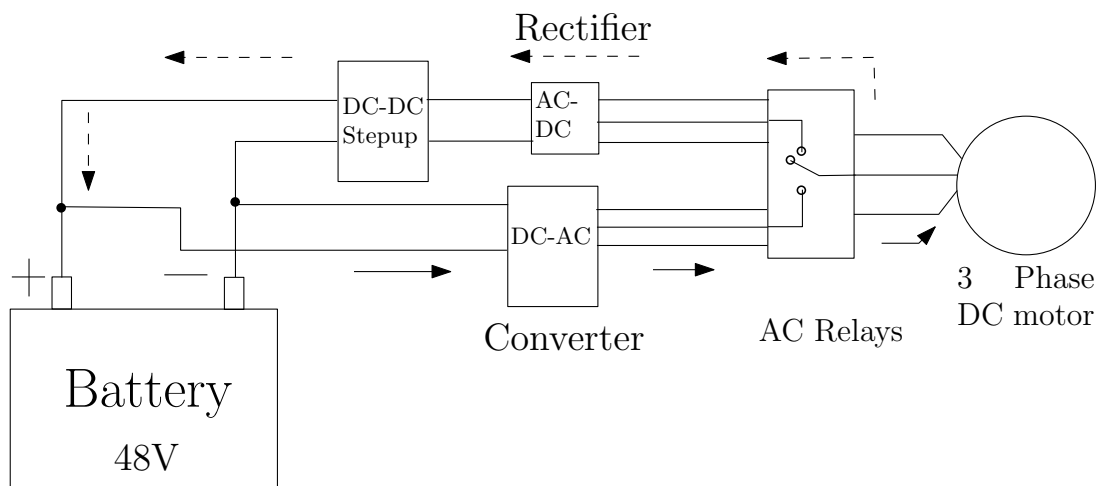 Rectifier
DC-DC
Stepup
AC-
DC
DC-AC
+ —
Converter
AC Relays
3 Phase
DC motor
Battery
48V